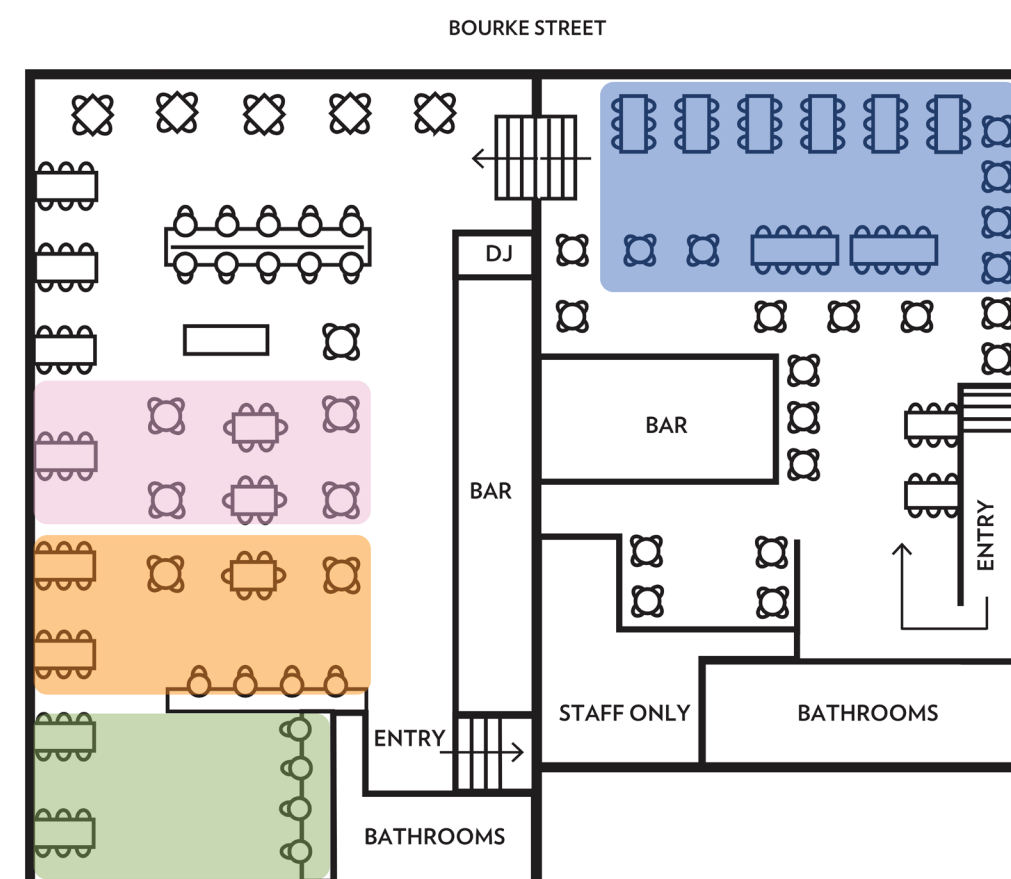 BOURKE STREET
DJ
BAR
BAR
ENTRY
ENTRY
STAFF ONLY
BATHROOMS
BATHROOMS